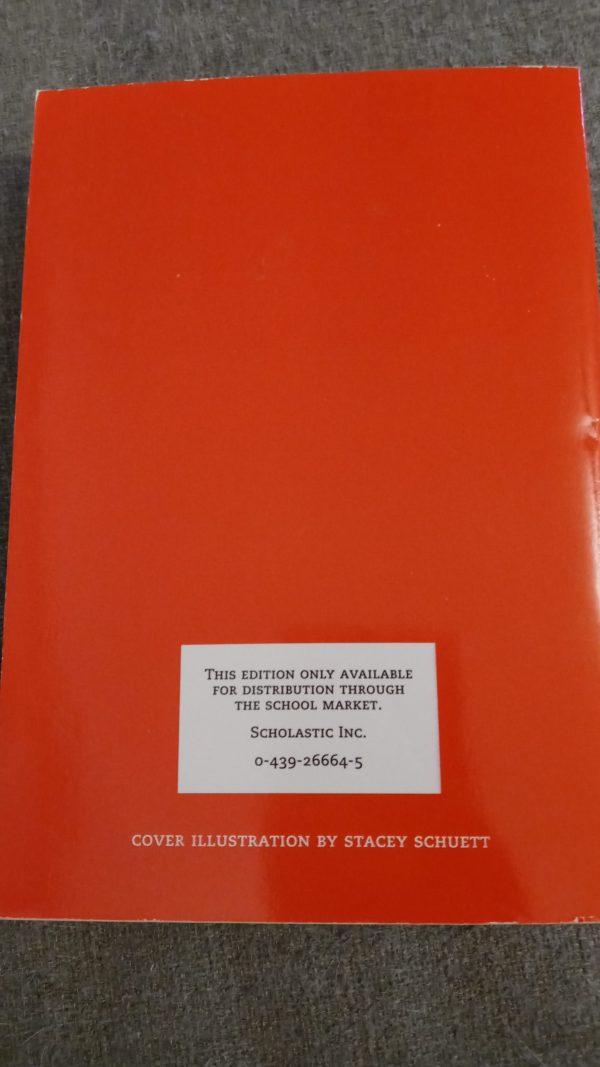 This edition only available
for distribution through
the school market.
Scholastic Inc.
0-439-26664-5
cover illustration by stacey schuett